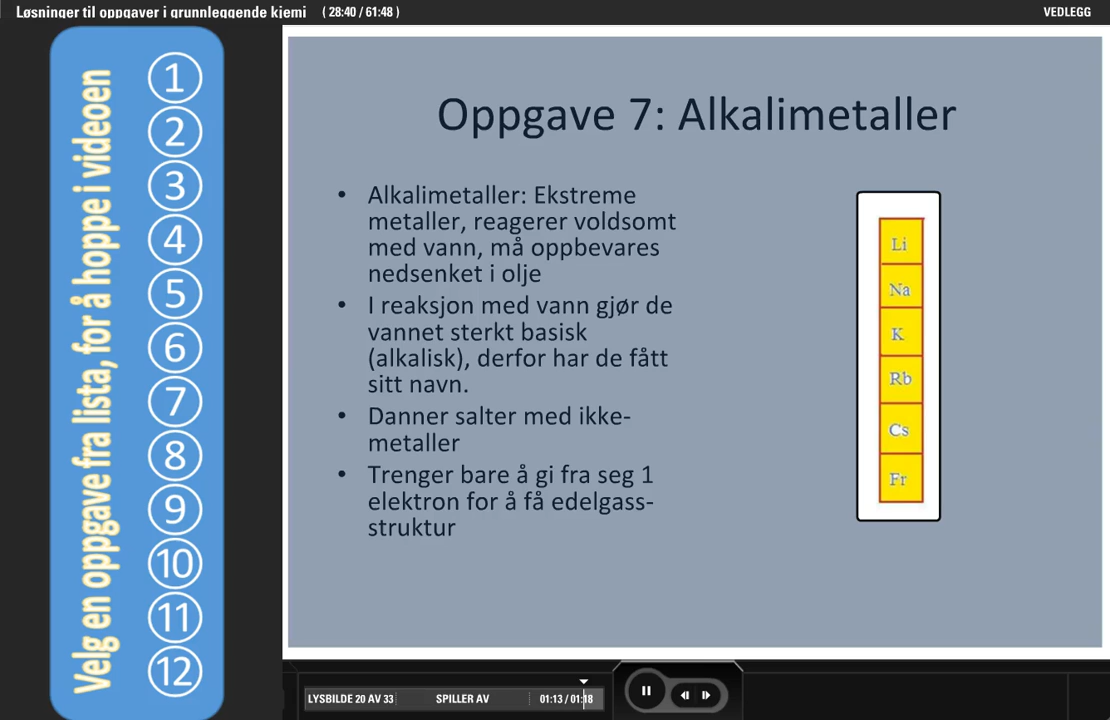 Løsninger til oppgaver i grunnleggende kjemi ( 28:40 / 61:48 )
VEDLEGG
Velg en oppgave fra lista, for å hoppe i videoen
1
2
3
4
5
6
7
8
9
10
11
12
Oppgave 7: Alkalimetaller
• Alkalimetaller: Ekstreme
metaller, reagerer voldsomt
med vann, må oppbevares
nedsenket i olje
• I reaksjon med vann gjør de
vannet sterkt basisk
(alkalisk), derfor har de fått
sitt navn.
• Danner salter med ikke-
metaller
• Trenger bare å gi fra seg 1
elektron for å få edelgass-
struktur
Li
Na
K
Rb
Cs
Fr
LYSBILDE 20 AV 33 SPILLER AV 01:13 / 01:18